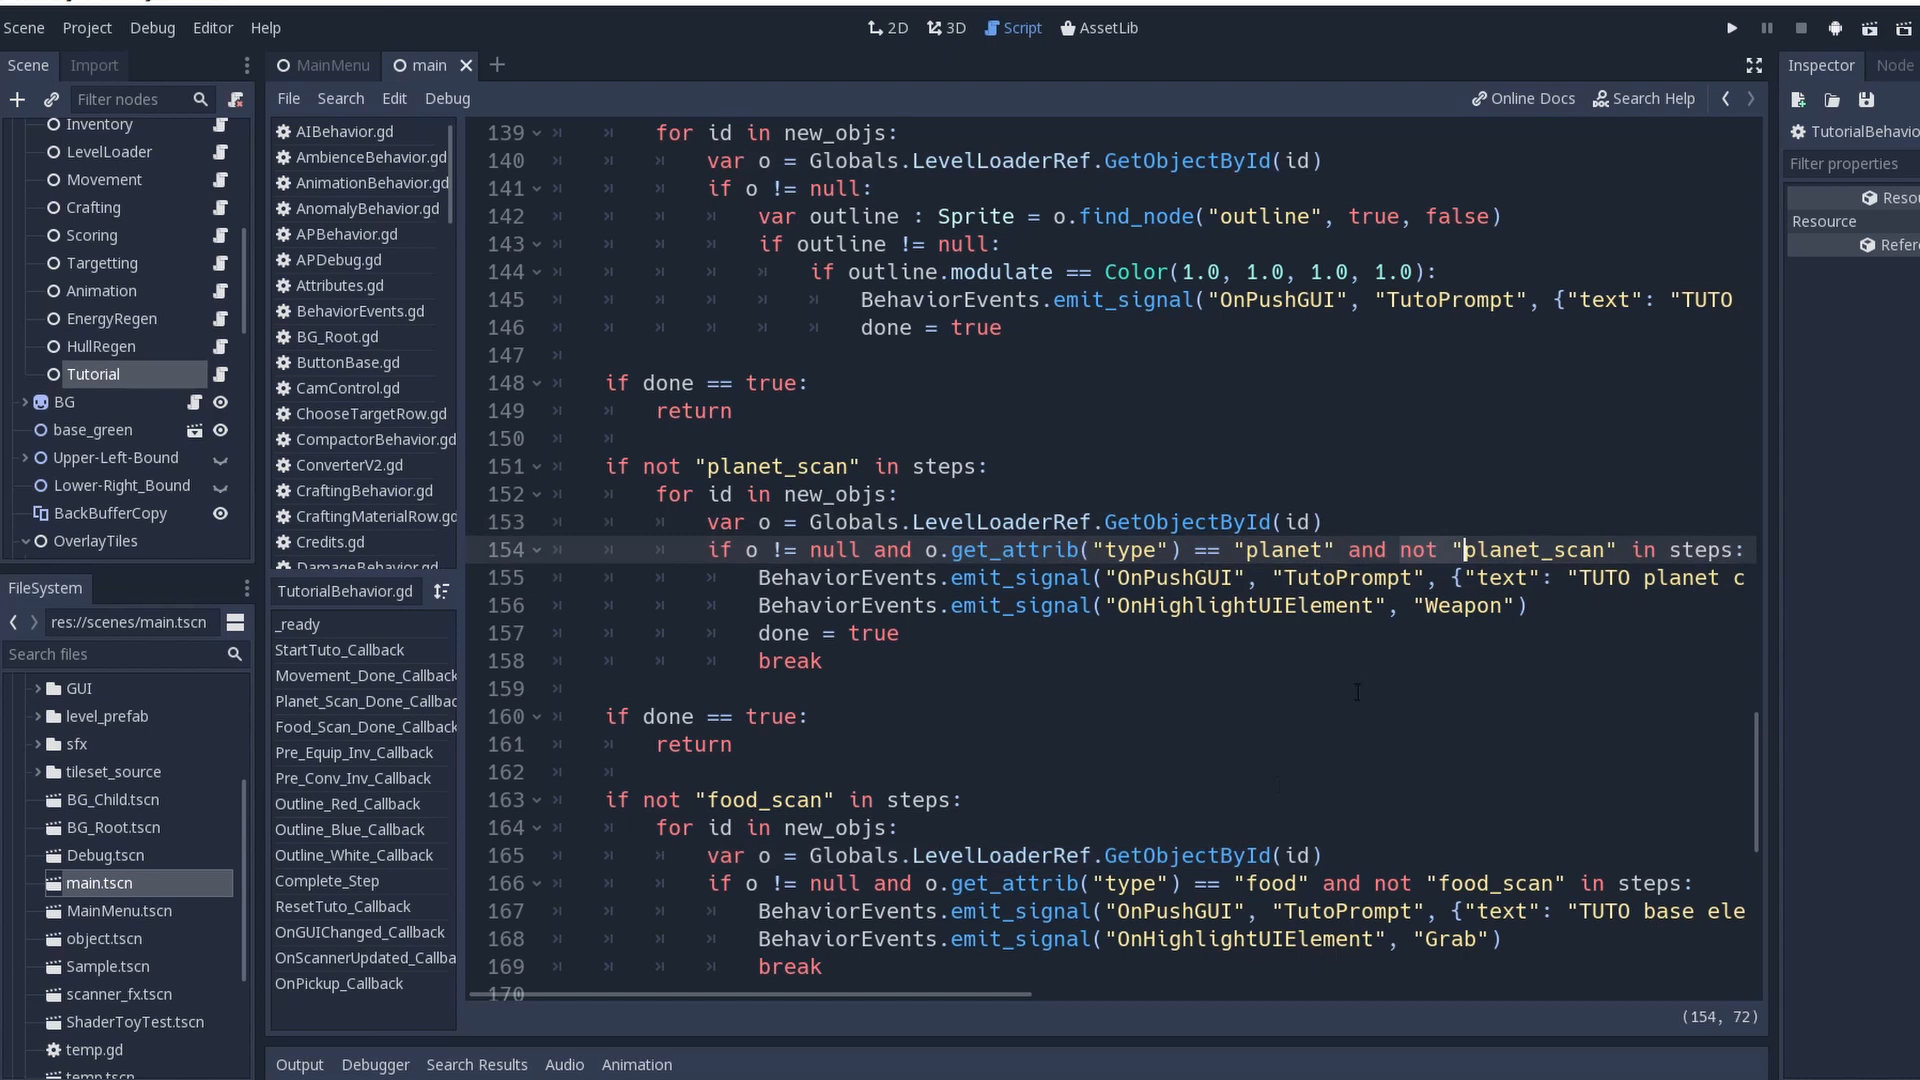 Scene Project Debug Editor Help
2D 3D Script AssetLib
Scene Import
MainMenu main
Inspector Node
Filter nodes
File Search Edit Debug
Online Docs Search Help
TutorialBehavio
Filter properties
Resou
Resource
Refere
Inventory
LevelLoader
Movement
Crafting
Scoring
Targetting
Animation
EnergyRegen
HullRegen
Tutorial
BG
base_green
Upper-Left-Bound
Lower-Right_Bound
BackBufferCopy
OverlayTiles
FileSystem
res://scenes/main.tscn
Search files
GUI
level_prefab
sfx
tileset_source
BG_Child.tscn
BG_Root.tscn
Debug.tscn
main.tscn
MainMenu.tscn
object.tscn
Sample.tscn
scanner_fx.tscn
ShaderToyTest.tscn
temp.gd
temp.tscn
AIBehavior.gd
AmbienceBehavior.gd
AnimationBehavior.gd
AnomalyBehavior.gd
APBehavior.gd
APDebug.gd
Attributes.gd
BehaviorEvents.gd
BG_Root.gd
ButtonBase.gd
CamControl.gd
ChooseTargetRow.gd
CompactorBehavior.gd
ConverterV2.gd
CraftingBehavior.gd
CraftingMaterialRow.gd
Credits.gd
DamageBehavior.gd
TutorialBehavior.gd
_ready
StartTuto_Callback
Movement_Done_Callback
Planet_Scan_Done_Callbac
Food_Scan_Done_Callback
Pre_Equip_Inv_Callback
Pre_Conv_Inv_Callback
Outline_Red_Callback
Outline_Blue_Callback
Outline_White_Callback
Complete_Step
ResetTuto_Callback
OnGUIChanged_Callback
OnScannerUpdated_Callba
OnPickup_Callback
139 for id in new_objs:
140 var o = Globals.LevelLoaderRef.GetObjectById(id)
141 if o != null:
142 var outline : Sprite = o.find_node("outline", true, false)
143 if outline != null:
144 if outline.modulate == Color(1.0, 1.0, 1.0, 1.0):
145 BehaviorEvents.emit_signal("OnPushGUI", "TutoPrompt", {"text": "TUTO
146 done = true
147
148 if done == true:
149 return
150
151 if not "planet_scan" in steps:
152 for id in new_objs:
153 var o = Globals.LevelLoaderRef.GetObjectById(id)
154 if o != null and o.get_attrib("type") == "planet" and not "planet_scan" in steps:
155 BehaviorEvents.emit_signal("OnPushGUI", "TutoPrompt", {"text": "TUTO planet c
156 BehaviorEvents.emit_signal("OnHighlightUIElement", "Weapon")
157 done = true
158 break
159
160 if done == true:
161 return
162
163 if not "food_scan" in steps:
164 for id in new_objs:
165 var o = Globals.LevelLoaderRef.GetObjectById(id)
166 if o != null and o.get_attrib("type") == "food" and not "food_scan" in steps:
167 BehaviorEvents.emit_signal("OnPushGUI", "TutoPrompt", {"text": "TUTO base ele
168 BehaviorEvents.emit_signal("OnHighlightUIElement", "Grab")
169 break
170
(154, 72)
Output Debugger Search Results Audio Animation